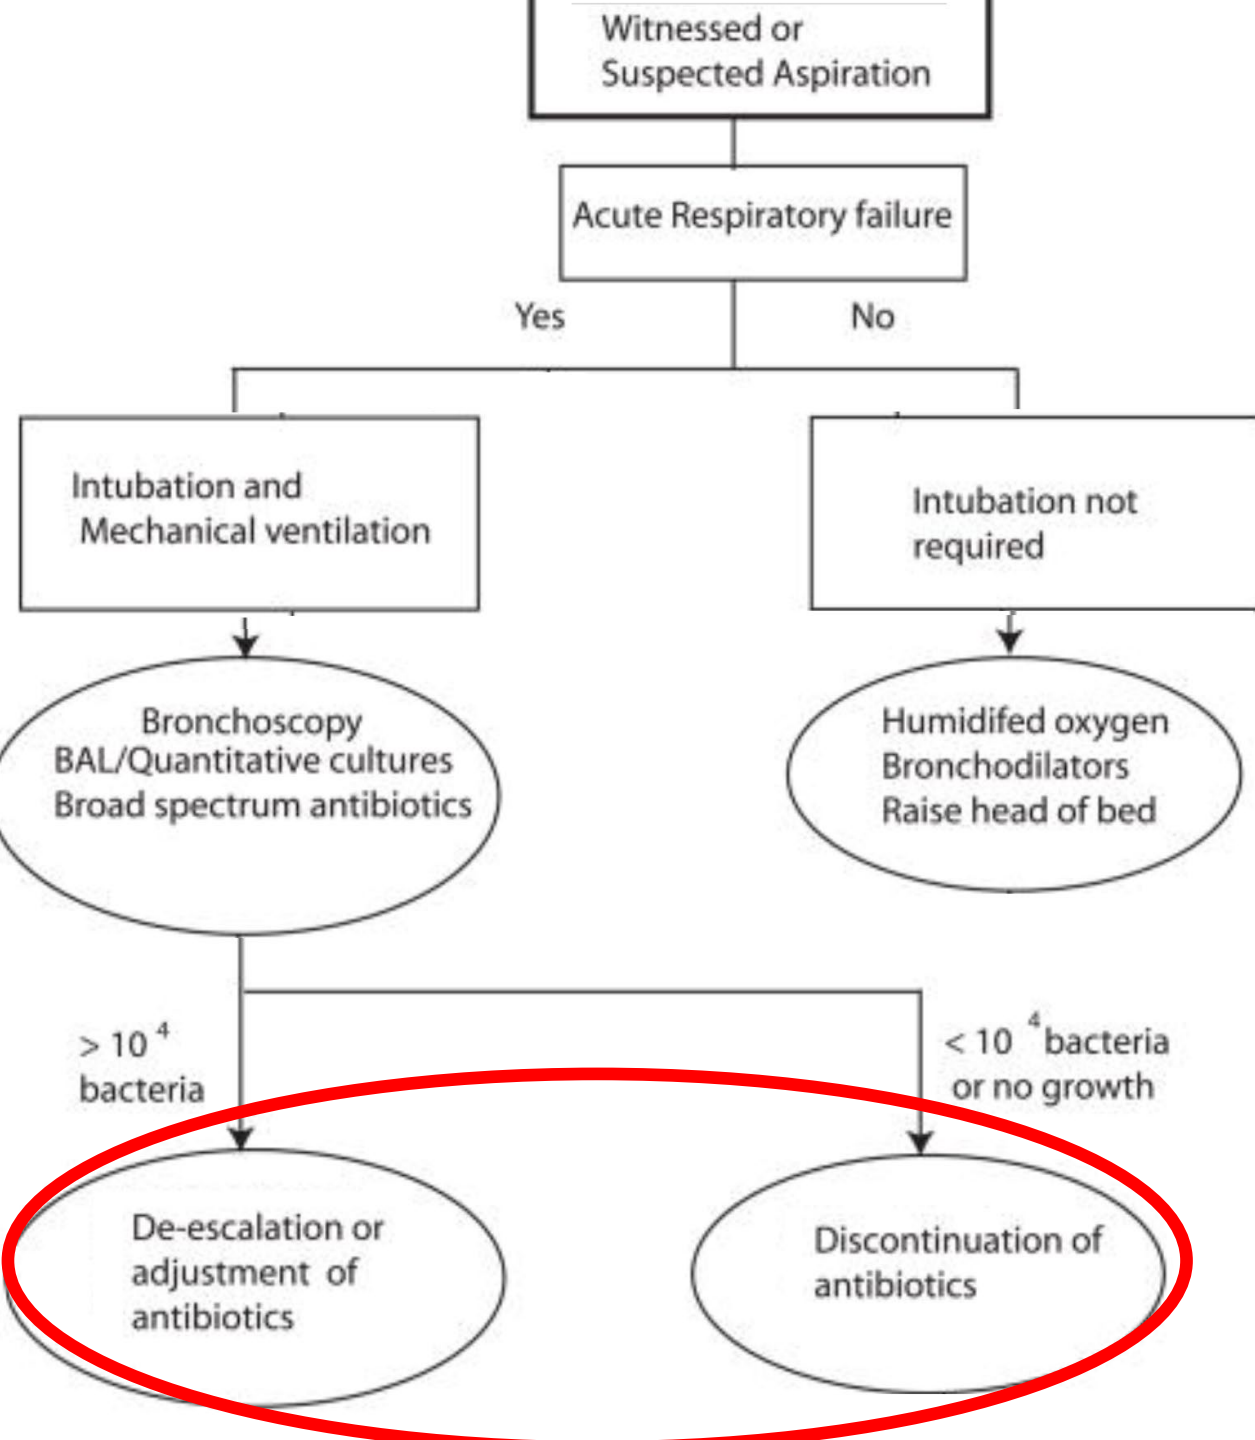 Witnessed or
Suspected Aspiration
Acute Respiratory failure
Yes
No
Intubation and
Mechanical ventilation
Intubation not
required
Bronchoscopy
BAL/Quantitative cultures
Broad spectrum antibiotics
Humidifed oxygen
Bronchodilators
Raise head of bed
> 10 4
bacteria
< 10 4 bacteria
or no growth
De-escalation or
adjustment of
antibiotics
Discontinuation of
antibiotics